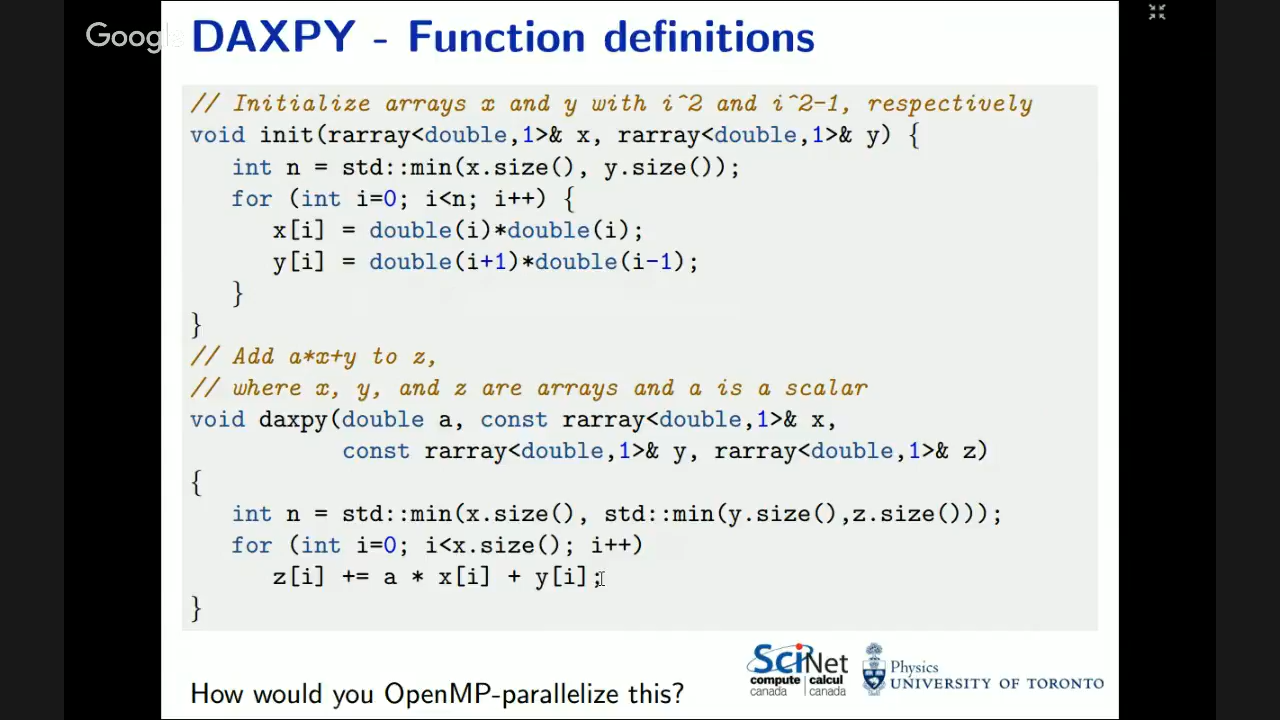 Google
DAXPY - Function definitions
// Initialize arrays x and y with i^2 and i^2-1, respectively
void init(rarray<double,1>& x, rarray<double,1>& y) {
int n = std::min(x.size(), y.size());
for (int i=0; i<n; i++) {
x[i] = double(i)*double(i);
y[i] = double(i+1)*double(i-1);
}
}
// Add a*x+y to z,
// where x, y, and z are arrays and a is a scalar
void daxpy(double a, const rarray<double,1>& x,
const rarray<double,1>& y, rarray<double,1>& z)
{
int n = std::min(x.size(), std::min(y.size(),z.size()));
for (int i=0; i<x.size(); i++)
z[i] += a * x[i] + y[i];
}
How would you OpenMP-parallelize this?
SciNet
compute calcul
canada canada
Physics
UNIVERSITY OF TORONTO